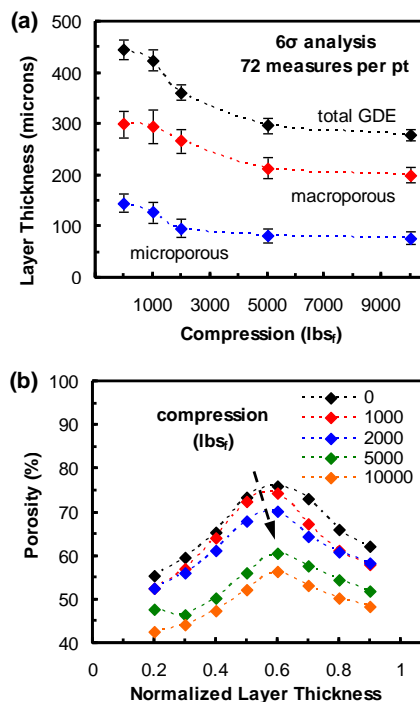 (a)
500
400
300
200
100
0
Layer Thickness (microns)
6σ analysis
72 measures per pt
total GDE
macroporous
microporous
1000 3000 5000 7000 9000
Compression (lbsf)
(b)
100
90
80
70
60
50
40
Porosity (%)
compression
(lbsf)
0
1000
2000
5000
10000
0 0.2 0.4 0.6 0.8 1
Normalized Layer Thickness